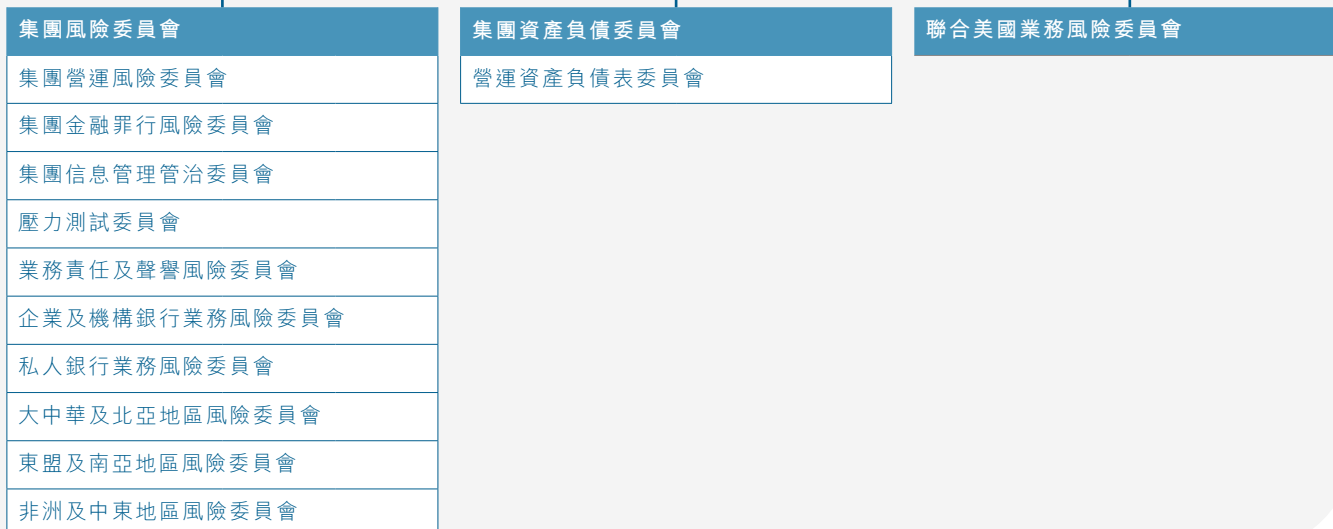 集團風險委員會
集團營運風險委員會
集團金融罪行風險委員會
集團信息管理管治委員會
壓力測試委員會
業務責任及聲譽風險委員會
企業及機構銀行業務風險委員會
私人銀行業務風險委員會
大中華及北亞地區風險委員會
東盟及南亞地區風險委員會
非洲及中東地區風險委員會
集團資產負債委員會
營運資產負債表委員會
聯合美國業務風險委員會